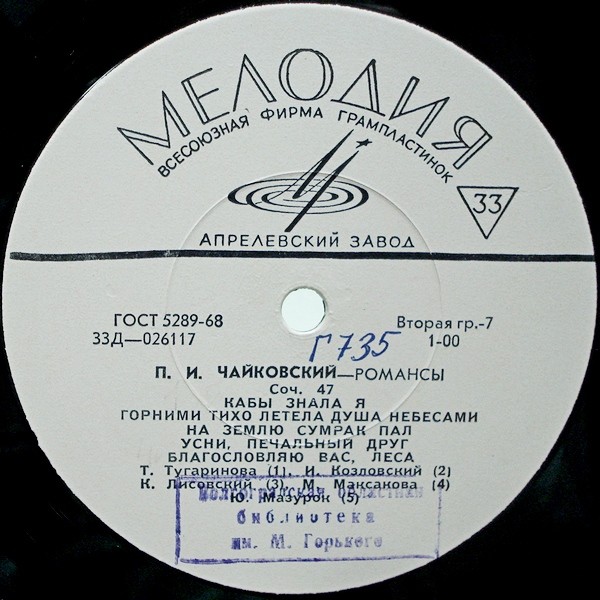 МЕЛОДИЯ
ВСЕСОЮЗНАЯ ФИРМА ГРАМПЛАСТИНОК
33
АПРЕЛЕВСКИЙ ЗАВОД
ГОСТ 5289-68
Вторая гр.-7
33Д—026117
1-00
Г735
П. И. ЧАЙКОВСКИЙ—РОМАНСЫ
Соч. 47
КАБЫ ЗНАЛА Я
ГОРНИМИ ТИХО ЛЕТЕЛА ДУША НЕБЕСАМИ
НА ЗЕМЛЮ СУМРАК ПАЛ
УСНИ, ПЕЧАЛЬНЫЙ ДРУГ
БЛАГОСЛОВЛЯЮ ВАС, ЛЕСА
Т. Тугаринова (1), И. Козловский (2)
К. Лисовский (3), М. Максакова (4)
Ю. Мазурок (5)
областная
библиотека
им. М. Горького